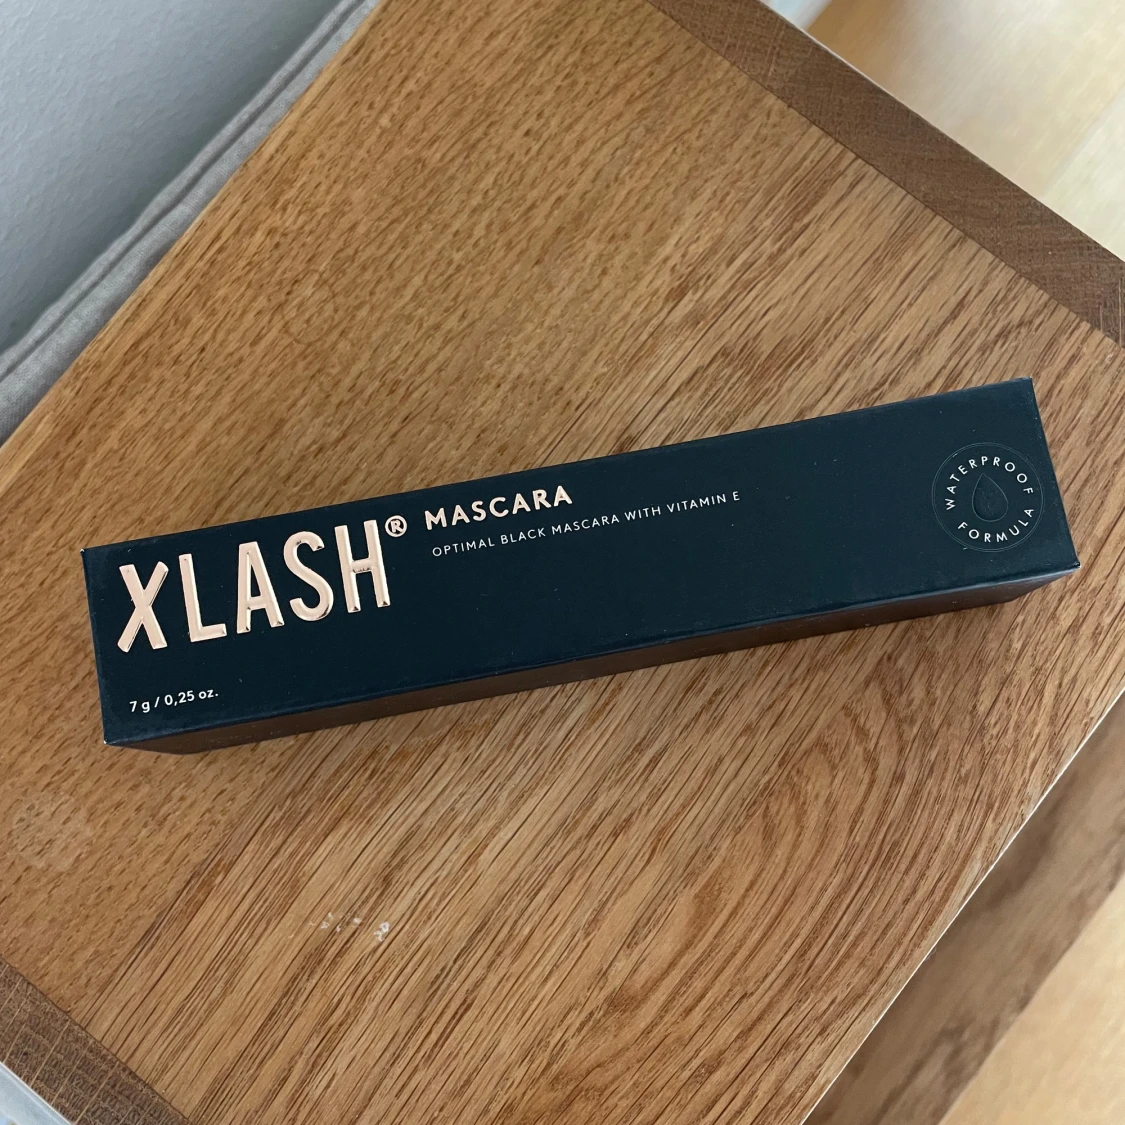 XLASH® MASCARA
OPTIMAL BLACK MASCARA WITH VITAMIN E
7 g / 0,25 oz.
WATERPROOF
FORMULA